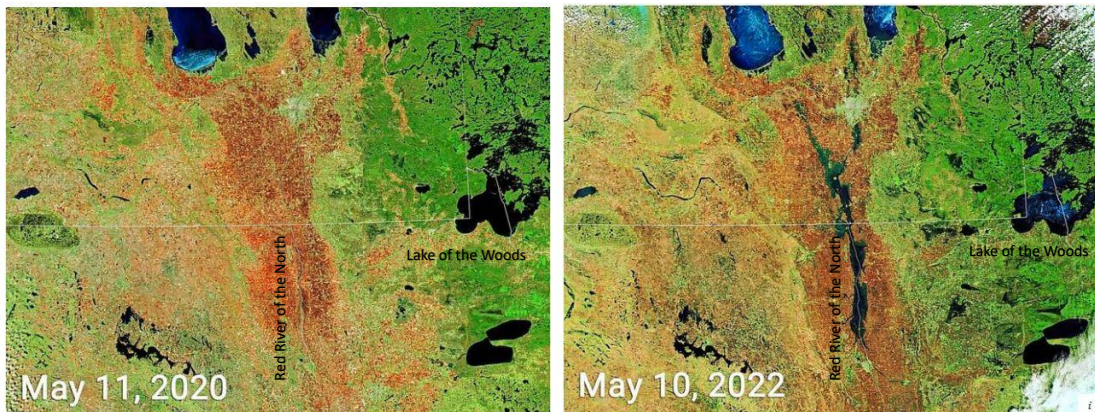 Red River of the North
Lake of the Woods
May 11, 2020
Red River of the North
Lake of the Woods
May 10, 2022
i